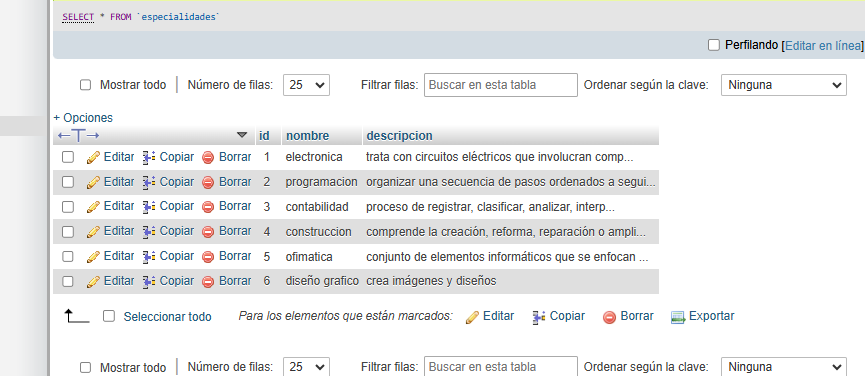 SELECT * FROM `especialidades`
Perfilando [Editar en línea]
Mostrar todo Número de filas: 25 Filtrar filas: Buscar en esta tabla Ordenar según la clave: Ninguna
+ Opciones
←T→ id nombre descripcion
Editar Copiar Borrar 1 electronica trata con circuitos eléctricos que involucran comp...
Editar Copiar Borrar 2 programacion organizar una secuencia de pasos ordenados a segui...
Editar Copiar Borrar 3 contabilidad proceso de registrar, clasificar, analizar, interp...
Editar Copiar Borrar 4 construccion comprende la creación, reforma, reparación o ampli...
Editar Copiar Borrar 5 ofimatica conjunto de elementos informáticos que se enfocan ...
Editar Copiar Borrar 6 diseño grafico crea imágenes y diseños
Seleccionar todo Para los elementos que están marcados: Editar Copiar Borrar Exportar
Mostrar todo Número de filas: 25 Filtrar filas: Buscar en esta tabla Ordenar según la clave: Ninguna